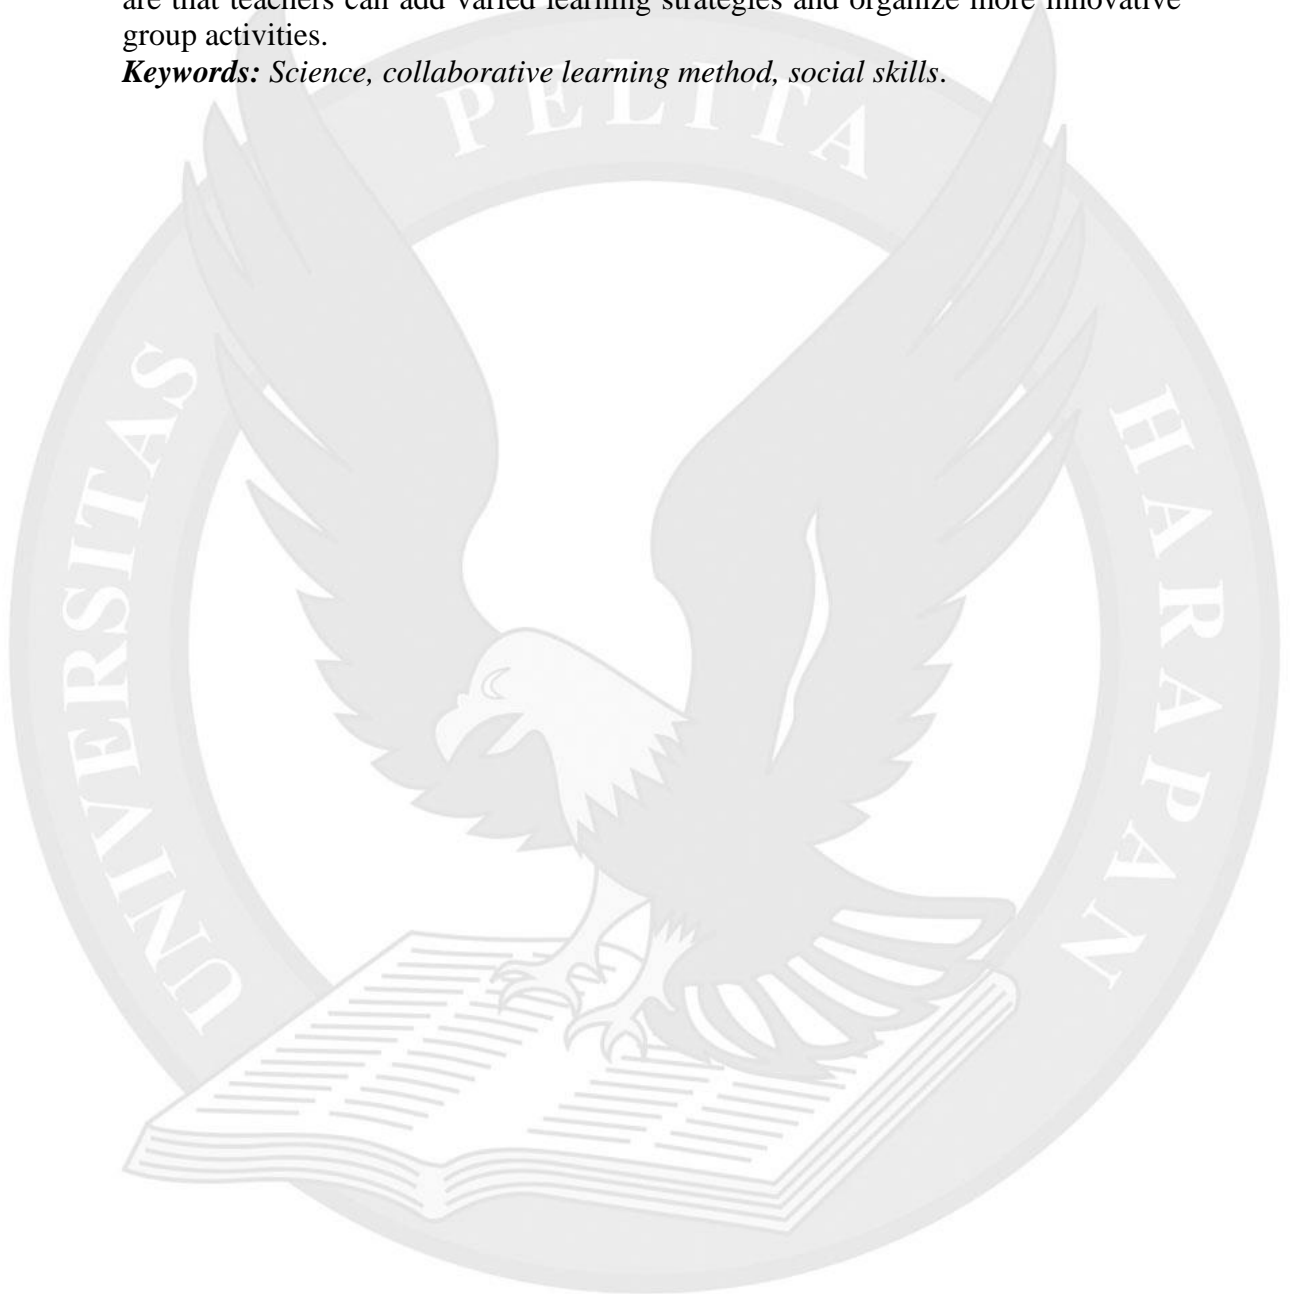 are that teachers can add varied learning strategies and organize more innovative
group activities.
Keywords: Science, collaborative learning method, social skills.
UNIVERSITAS PELITA HARAPAN